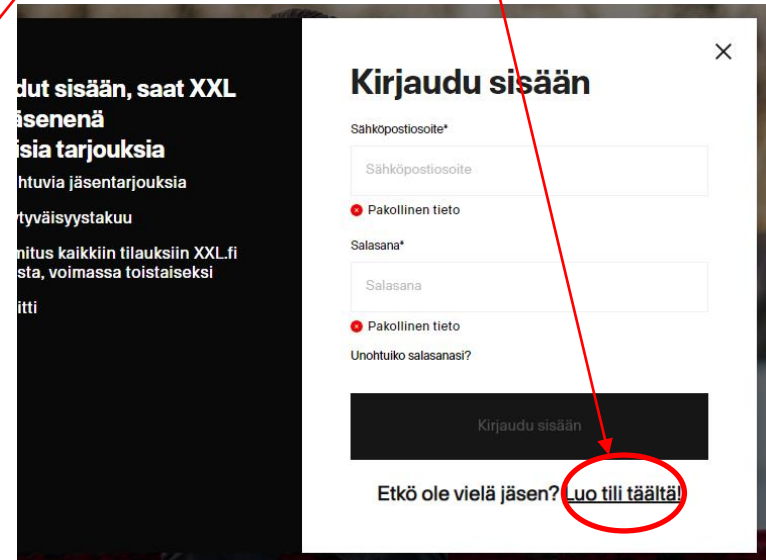 dut sisään, saat XXL
äsenenä
isia tarjouksia
htuvia jäsentarjouksia
tyväisyystakuu
mitus kaikkiin tilauksiin XXL.fi
sta, voimassa toistaiseksi
itti
Kirjaudu sisään
Sähköpostiosoite*
Sähköpostiosoite
Pakollinen tieto
Salasana*
Salasana
Pakollinen tieto
Unohtuiko salasanasi?
Kirjaudu sisään
Etkö ole vielä jäsen? Luo tili täältä!